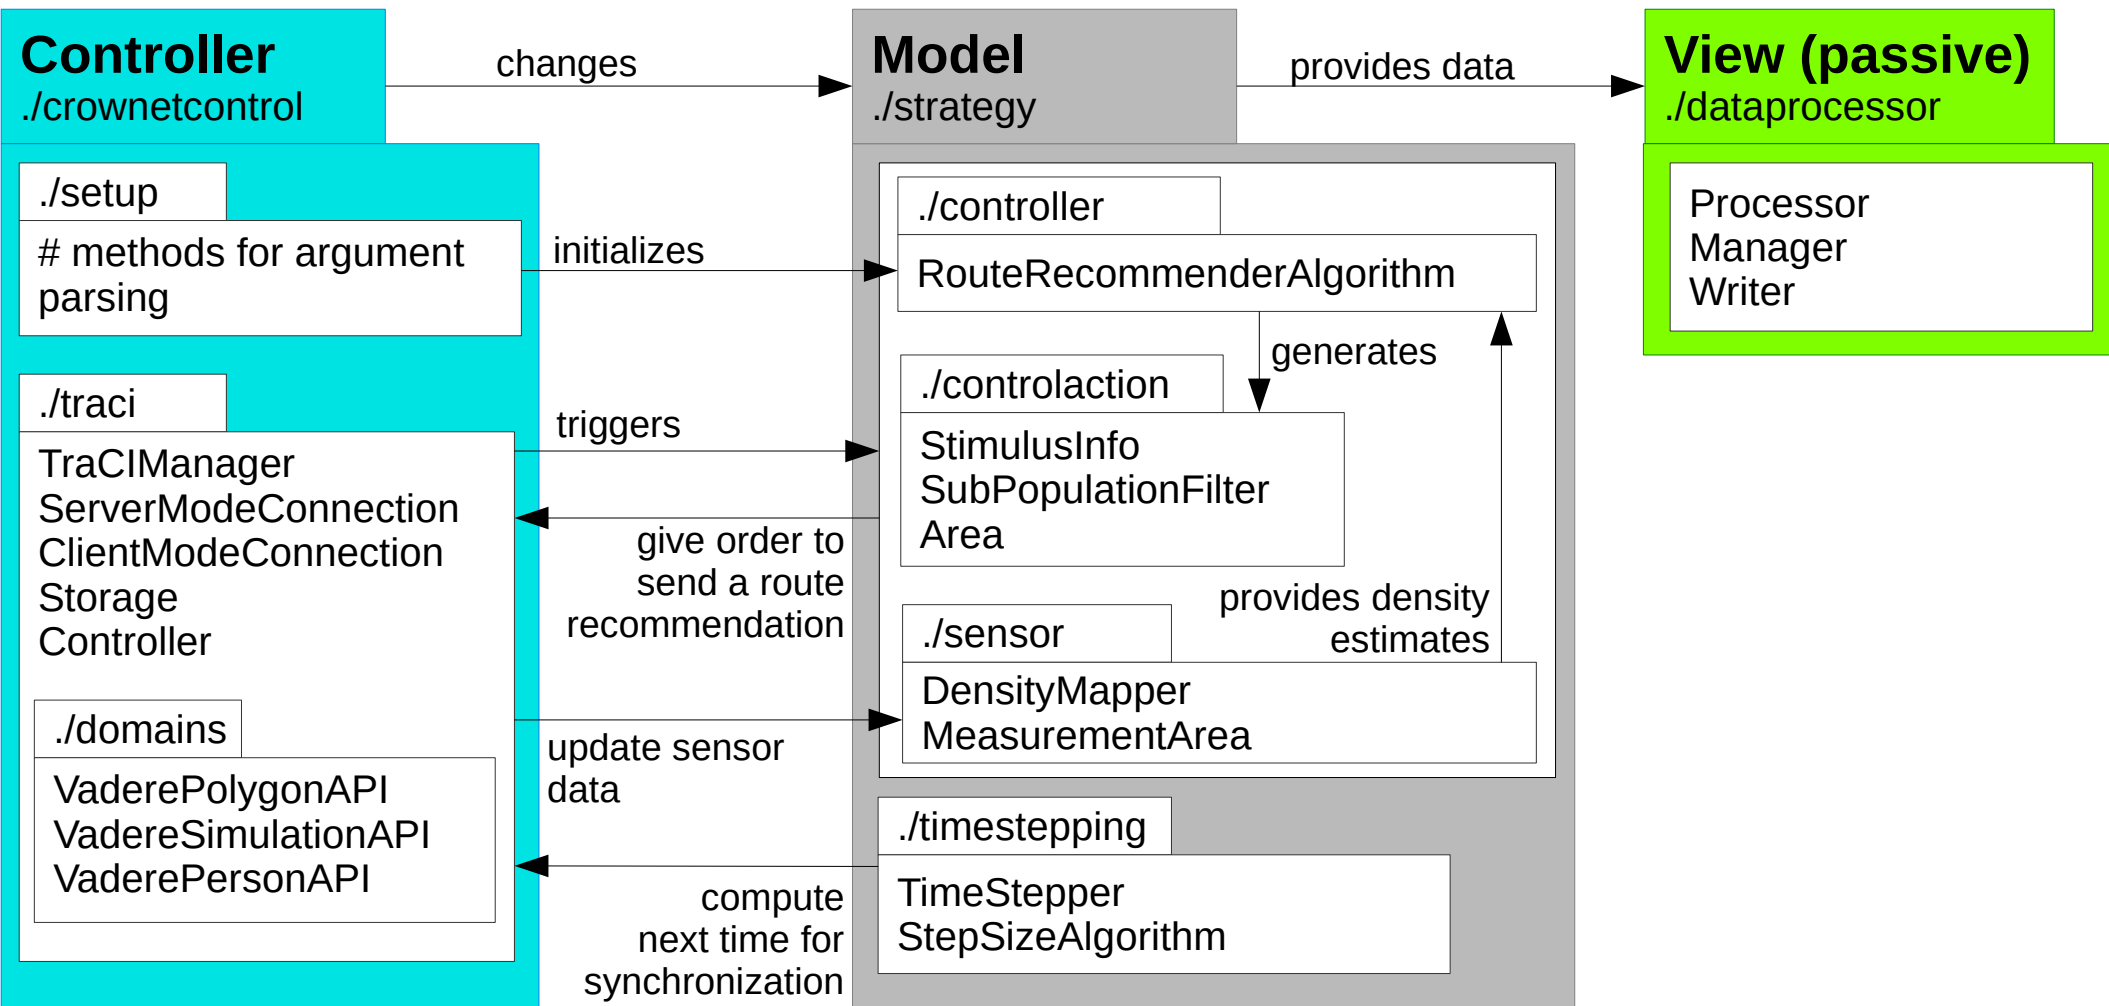 Controller
./crownetcontrol
changes
Model
./strategy
provides data
View (passive)
./dataprocessor
./setup
# methods for argument
parsing
initializes
./controller
RouteRecommenderAlgorithm
Processor
Manager
Writer
generates
./traci
TraCIManager
ServerModeConnection
ClientModeConnection
Storage
Controller
triggers
./controlaction
StimulusInfo
SubPopulationFilter
Area
give order to
send a route
recommendation
provides density
estimates
./sensor
DensityMapper
MeasurementArea
./domains
VaderePolygonAPI
VadereSimulationAPI
VaderePersonAPI
update sensor
data
./timestepping
TimeStepper
StepSizeAlgorithm
compute
next time for
synchronization